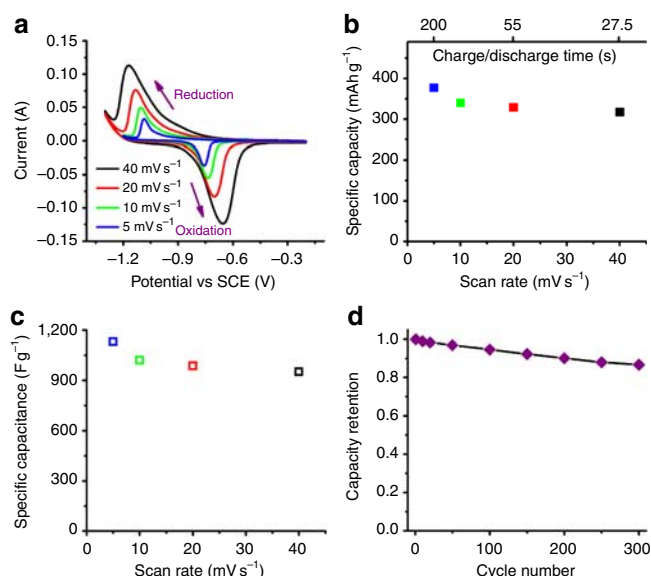 a
0.15
0.10
0.05
0.00
−0.05
−0.10
−0.15
Current (A)
Reduction
40 mV s⁻¹
20 mV s⁻¹
10 mV s⁻¹
5 mV s⁻¹
Oxidation
−1.2
−0.9
−0.6
−0.3
Potential vs SCE (V)
b
200
55
27.5
Charge/discharge time (s)
400
300
200
100
0
Specific capacity (mAh g⁻¹)
0
10
20
30
40
Scan rate (mV s⁻¹)
c
1,200
900
600
300
0
Specific capacitance (F g⁻¹)
0
10
20
30
40
Scan rate (mV s⁻¹)
d
1.0
0.8
0.6
0.4
0.2
0.0
Capacity retention
0
100
200
300
Cycle number